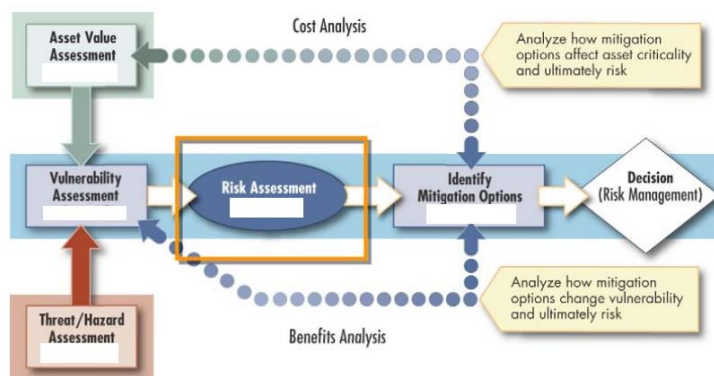 Cost Analysis
Asset Value
Assessment
Analyze how mitigation
options affect asset criticality
and ultimately risk
Vulnerability
Assessment
Risk Assessment
Identify
Mitigation Options
Decision
(Risk Management)
Threat/Hazard
Assessment
Benefits Analysis
Analyze how mitigation
options change vulnerability
and ultimately risk